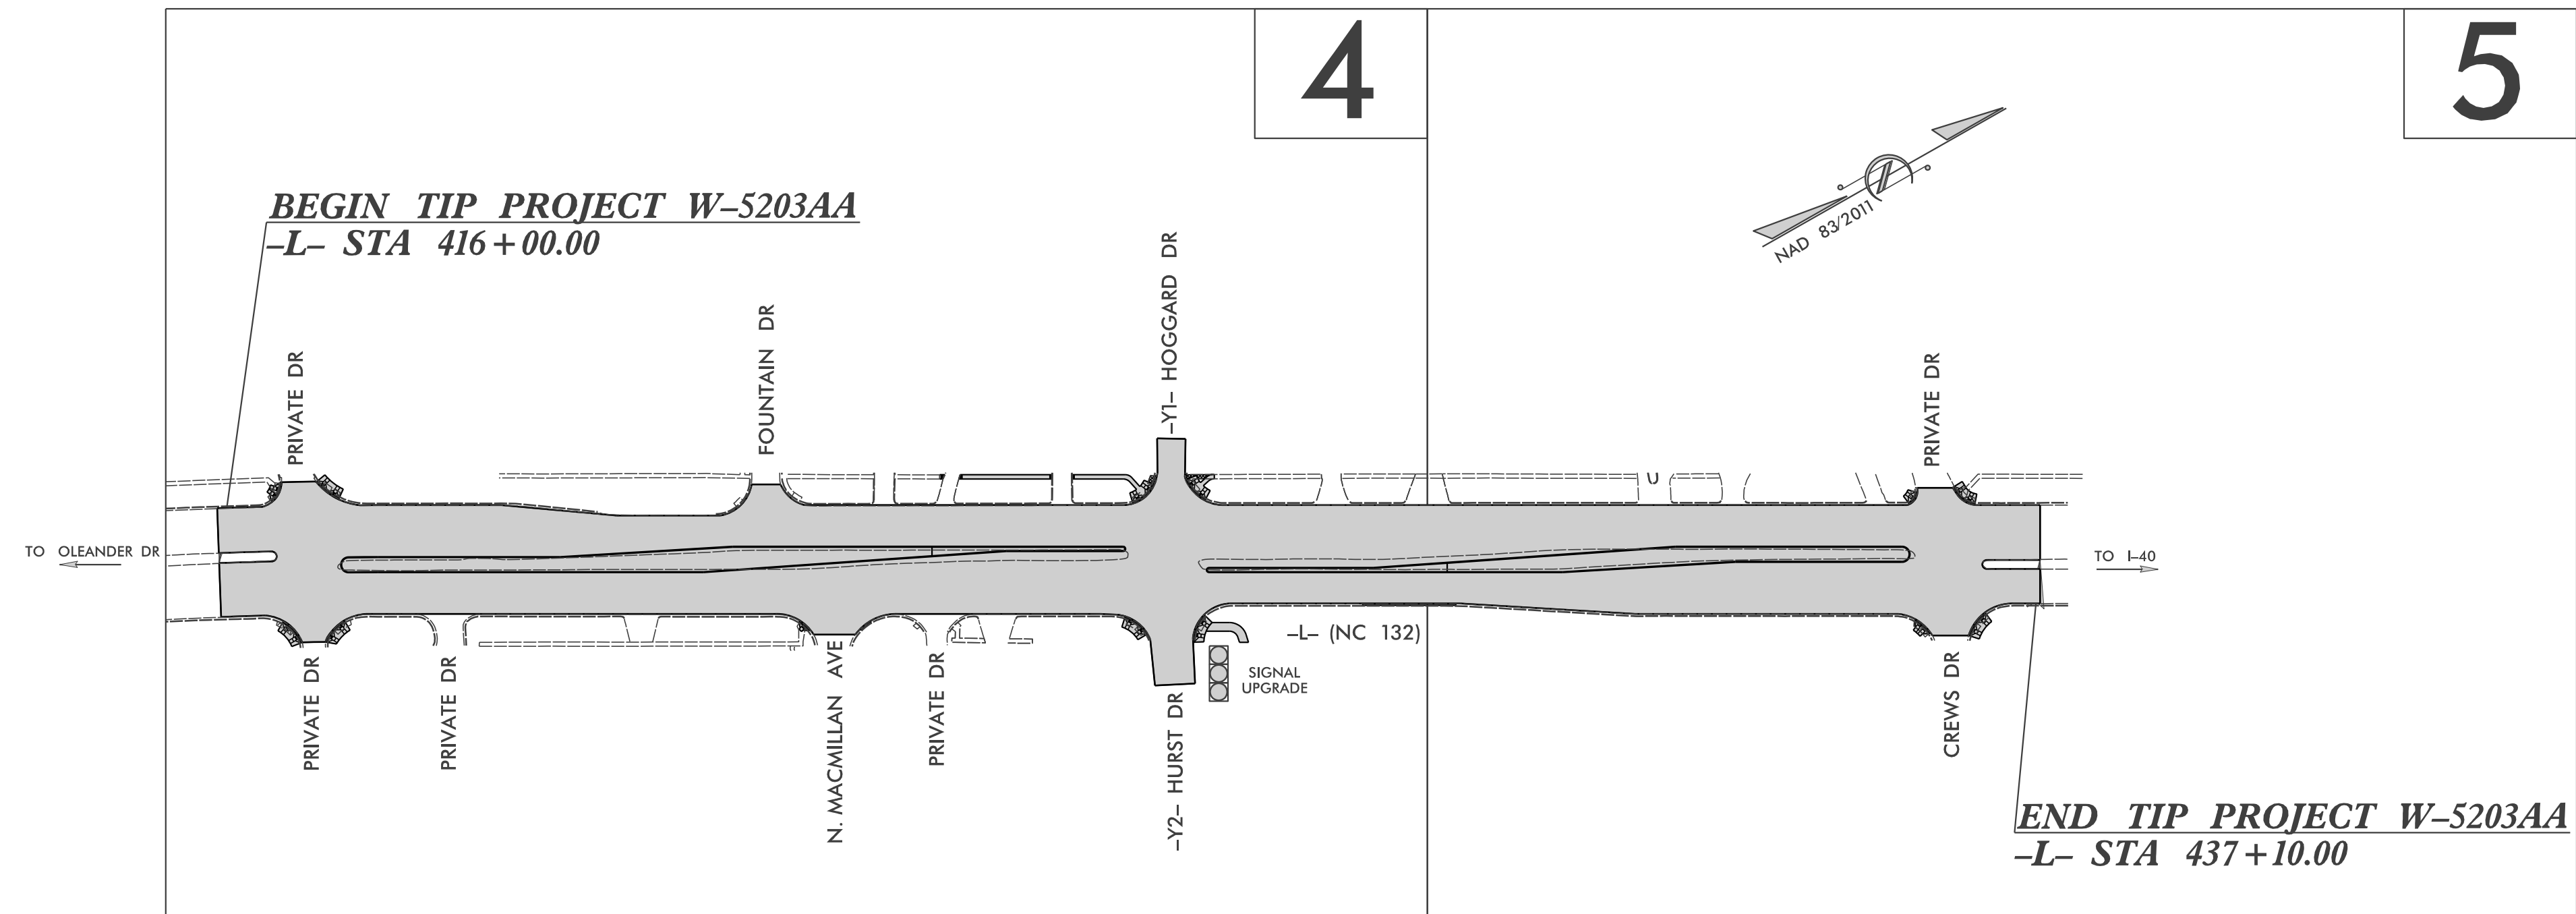 4
5
BEGIN TIP PROJECT W–5203AA
–L– STA 416+00.00
NAD 83/2011
PRIVATE DR
FOUNTAIN DR
–Y1– HOGGARD DR
PRIVATE DR
TO OLEANDER DR
TO I–40
–L– (NC 132)
SIGNAL
UPGRADE
PRIVATE DR
PRIVATE DR
N. MACMILLAN AVE
PRIVATE DR
–Y2– HURST DR
CREWS DR
END TIP PROJECT W–5203AA
–L– STA 437+10.00